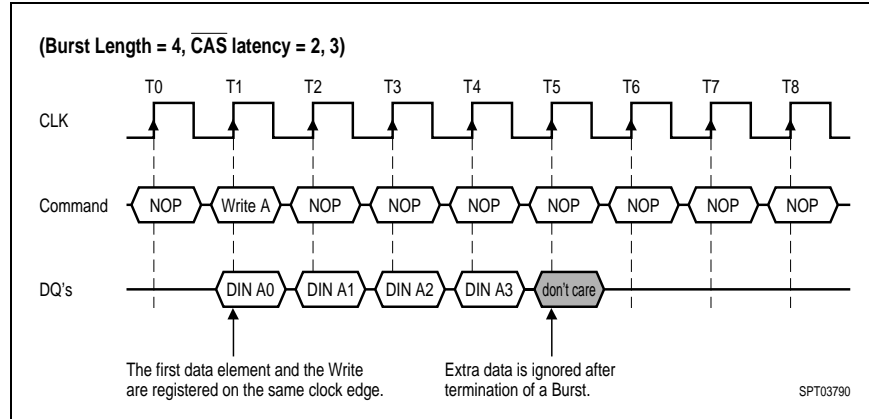 (Burst Length = 4, CAS latency = 2, 3)
T0 T1 T2 T3 T4 T5 T6 T7 T8
CLK
Command NOP Write A NOP NOP NOP NOP NOP NOP NOP
DQ's DIN A0 DIN A1 DIN A2 DIN A3 don't care
The first data element and the Write
are registered on the same clock edge.
Extra data is ignored after
termination of a Burst.
SPT03790